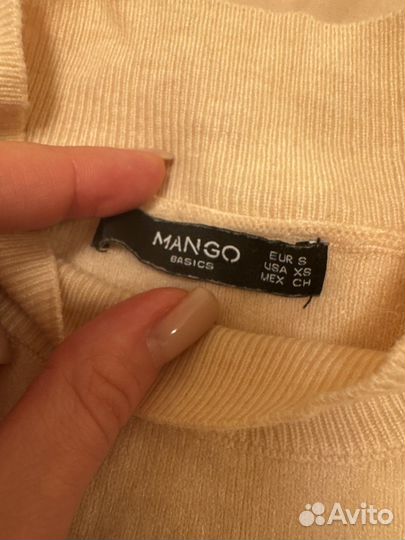 MANGO
BASICS
EUR S
USA XS
MEX CH
Avito